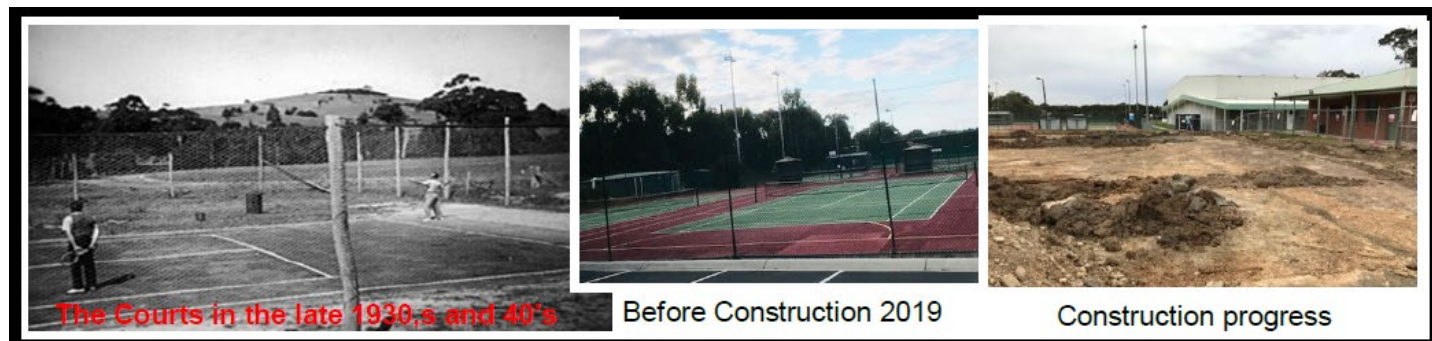 The Courts in the late 1930,s and 40's
Before Construction 2019
Construction progress